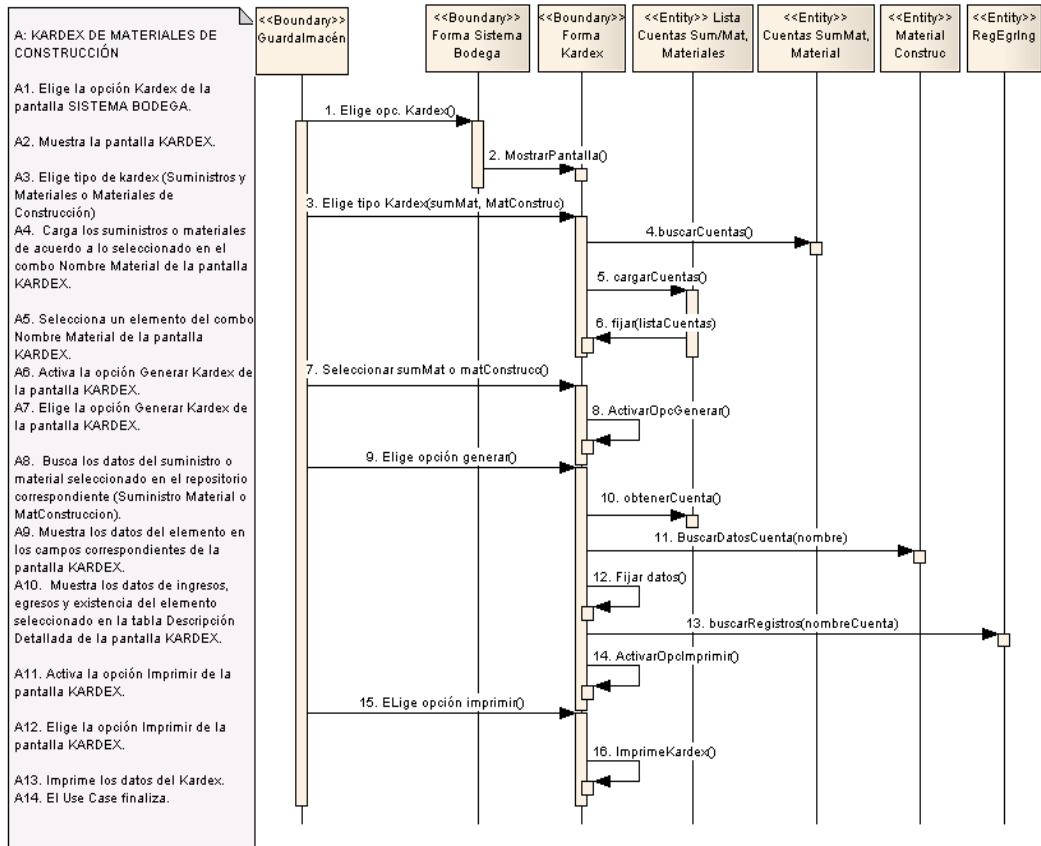 A: KARDEX DE MATERIALES DE
CONSTRUCCIÓN
A1. Elige la opción Kardex de la
pantalla SISTEMA BODEGA.
A2. Muestra la pantalla KARDEX.
A3. Elige tipo de kardex (Suministros y
Materiales o Materiales de
Construcción)
A4. Carga los suministros o materiales
de acuerdo a lo seleccionado en el
combo Nombre Material de la pantalla
KARDEX.
A5. Selecciona un elemento del combo
Nombre Material de la pantalla
KARDEX.
A6. Activa la opción Generar Kardex de
la pantalla KARDEX.
A7. Elige la opción Generar Kardex de
la pantalla KARDEX.
A8. Busca los datos del suministro o
material seleccionado en el repositorio
correspondiente (Suministro Material o
MatConstruccion).
A9. Muestra los datos del elemento en
los campos correspondientes de la
pantalla KARDEX.
A10. Muestra los datos de ingresos,
egresos y existencia del elemento
seleccionado en la tabla Descripción
Detallada de la pantalla KARDEX.
A11. Activa la opción Imprimir de la
pantalla KARDEX.
A12. Elige la opción Imprimir de la
pantalla KARDEX.
A13. Imprime los datos del Kardex.
A14. El Use Case finaliza.
<<Boundary>>
Guardalmacén
<<Boundary>>
Forma Sistema
Bodega
<<Boundary>>
Forma
Kardex
<<Entity>> Lista
Cuentas Sum/Mat,
Materiales
<<Entity>>
Cuentas SumMat,
Material
<<Entity>>
Material
Construc
<<Entity>>
RegEgrIng
1. Elige opc. Kardex()
2. MostrarPantalla()
3. Elige tipo Kardex(sumMat, MatConstruc)
4.buscarCuentas()
5. cargarCuentas()
6. fijar(listaCuentas)
7. Seleccionar sumMat o matConstrucc()
8. ActivarOpcGenerar()
9. Elige opción generar()
10. obtenerCuenta()
11. BuscarDatosCuenta(nombre)
12. Fijar datos()
13. buscarRegistros(nombreCuenta)
14. ActivarOpcImprimir()
15. ELige opción imprimir()
16. ImprimeKardex()